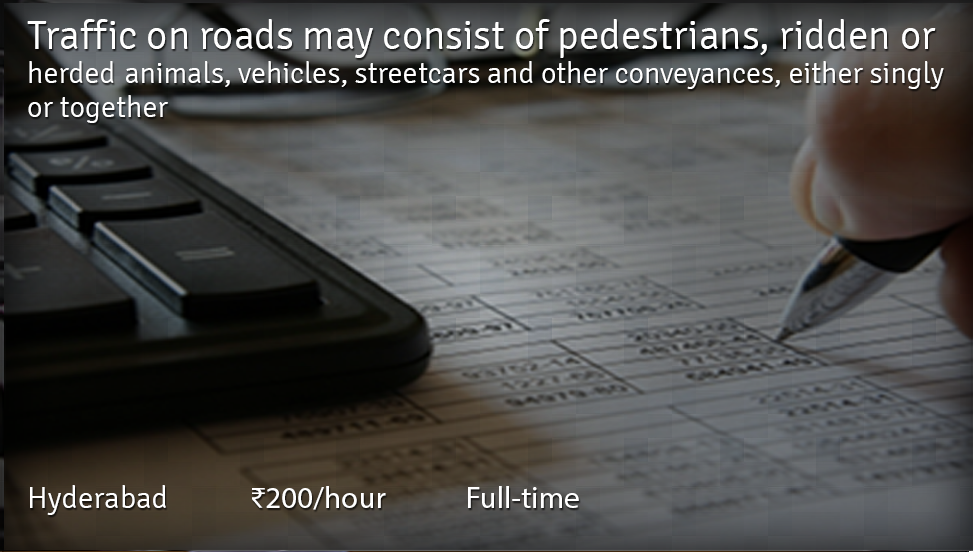 Traffic on roads may consist of pedestrians, ridden or
herded animals, vehicles, streetcars and other conveyances, either singly
or together
Hyderabad ₹200/hour Full-time